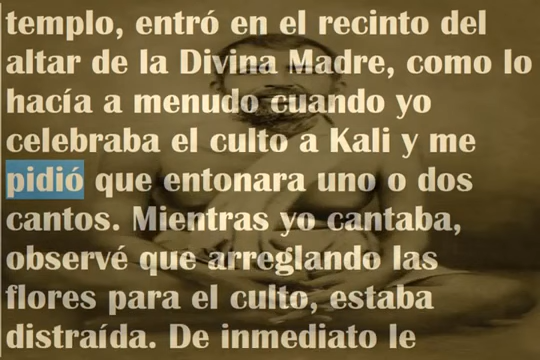 templo, entró en el recinto del
altar de la Divina Madre, como lo
hacía a menudo cuando yo
celebraba el culto a Kali y me
pidió que entonara uno o dos
cantos. Mientras yo cantaba,
observé que arreglando las
flores para el culto, estaba
distraída. De inmediato le